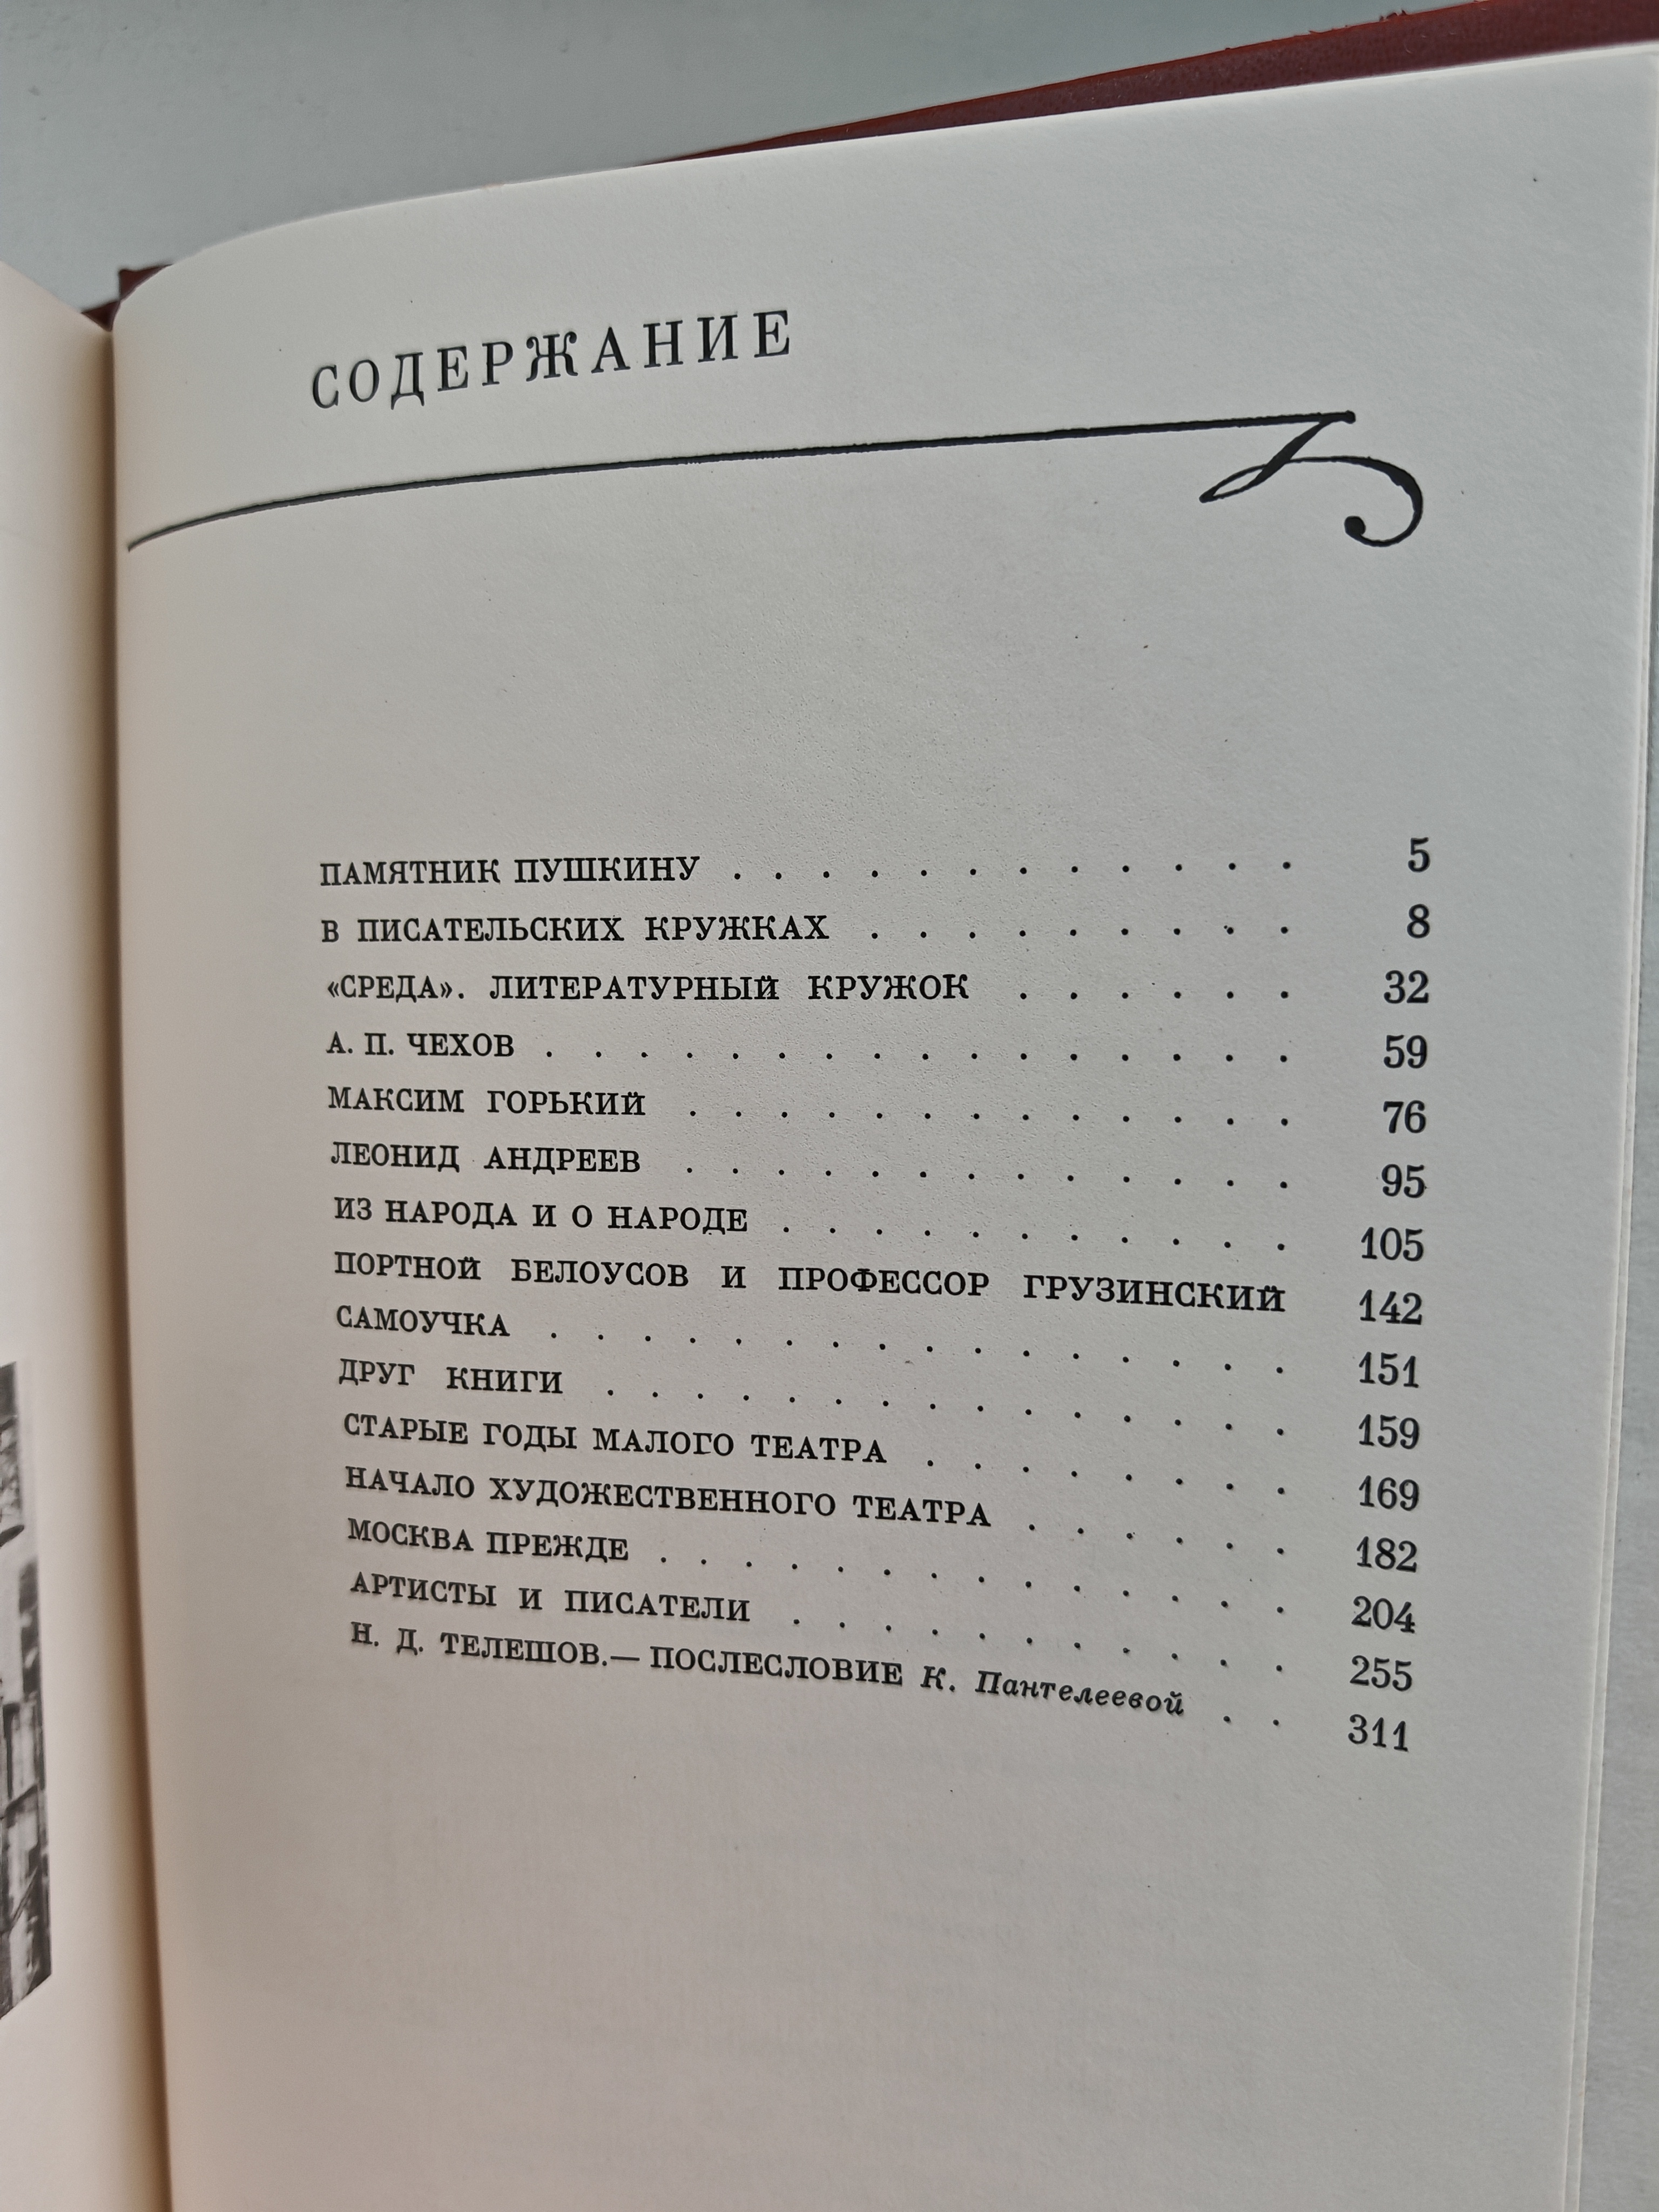 СОДЕРЖАНИЕ
ПАМЯТНИК ПУШКИНУ . . . . . . . . . . . . 5
В ПИСАТЕЛЬСКИХ КРУЖКАХ . . . . . . . . . 8
«СРЕДА». ЛИТЕРАТУРНЫЙ КРУЖОК . . . . . . 32
А. П. ЧЕХОВ . . . . . . . . . . . . . . . . 59
МАКСИМ ГОРЬКИЙ . . . . . . . . . . . . . 76
ЛЕОНИД АНДРЕЕВ . . . . . . . . . . . . . 95
ИЗ НАРОДА И О НАРОДЕ . . . . . . . . . . . 105
ПОРТНОЙ БЕЛОУСОВ И ПРОФЕССОР ГРУЗИНСКИЙ 142
САМОУЧКА . . . . . . . . . . . . . . . . 151
ДРУГ КНИГИ . . . . . . . . . . . . . . . 159
СТАРЫЕ ГОДЫ МАЛОГО ТЕАТРА . . . . . . . . 169
НАЧАЛО ХУДОЖЕСТВЕННОГО ТЕАТРА . . . . . . 182
МОСКВА ПРЕЖДЕ . . . . . . . . . . . . . . 204
АРТИСТЫ И ПИСАТЕЛИ . . . . . . . . . . . 255
Н. Д. ТЕЛЕШОВ.— ПОСЛЕСЛОВИЕ К. Пантелеевой . . 311